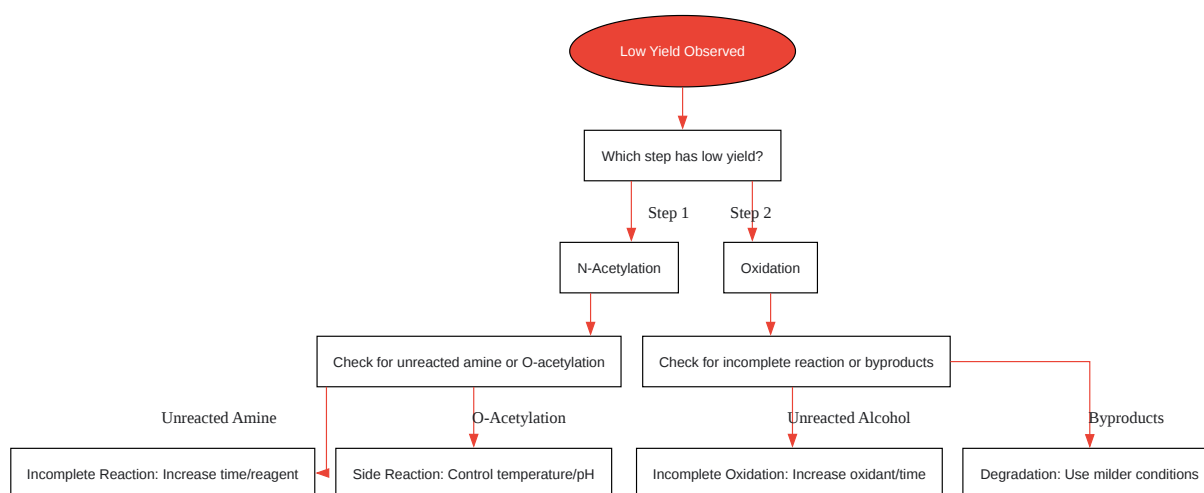 Low Yield Observed
Which step has low yield?
Step 1
Step 2
N-Acetylation
Oxidation
Check for unreacted amine or O-acetylation
Check for incomplete reaction or byproducts
Unreacted Amine
O-Acetylation
Unreacted Alcohol
Byproducts
Incomplete Reaction: Increase time/reagent
Side Reaction: Control temperature/pH
Incomplete Oxidation: Increase oxidant/time
Degradation: Use milder conditions